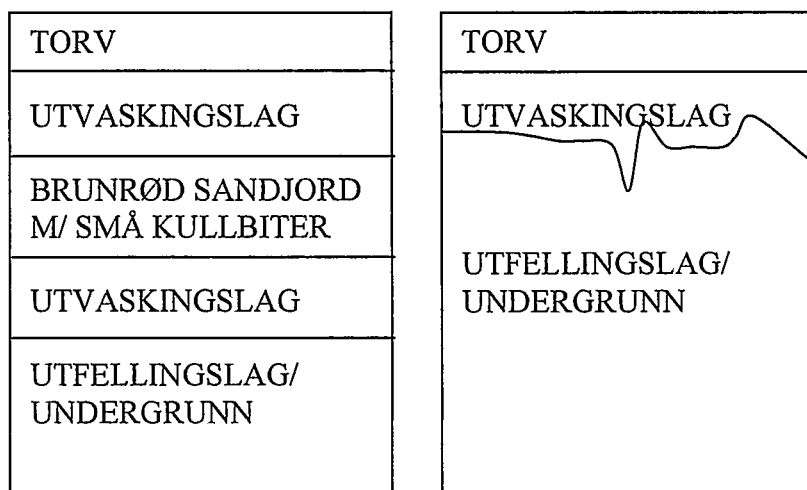 TORV
UTVASKINGSLAG
BRUNRØD SANDJORD
M/ SMÅ KULLBITER
UTVASKINGSLAG
UTFELLINGSLAG/
UNDERGRUNN
TORV
UTVASKINGSLAG
UTFELLINGSLAG/
UNDERGRUNN